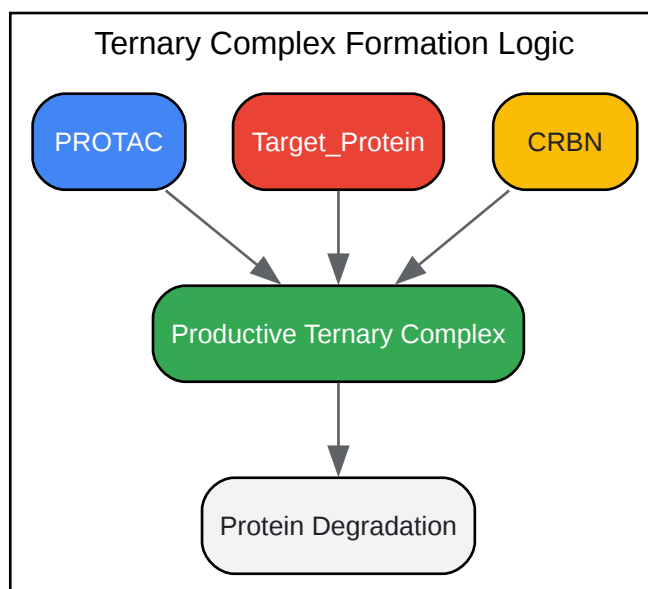 Ternary Complex Formation Logic
PROTAC
Target_Protein
CRBN
Productive Ternary Complex
Protein Degradation